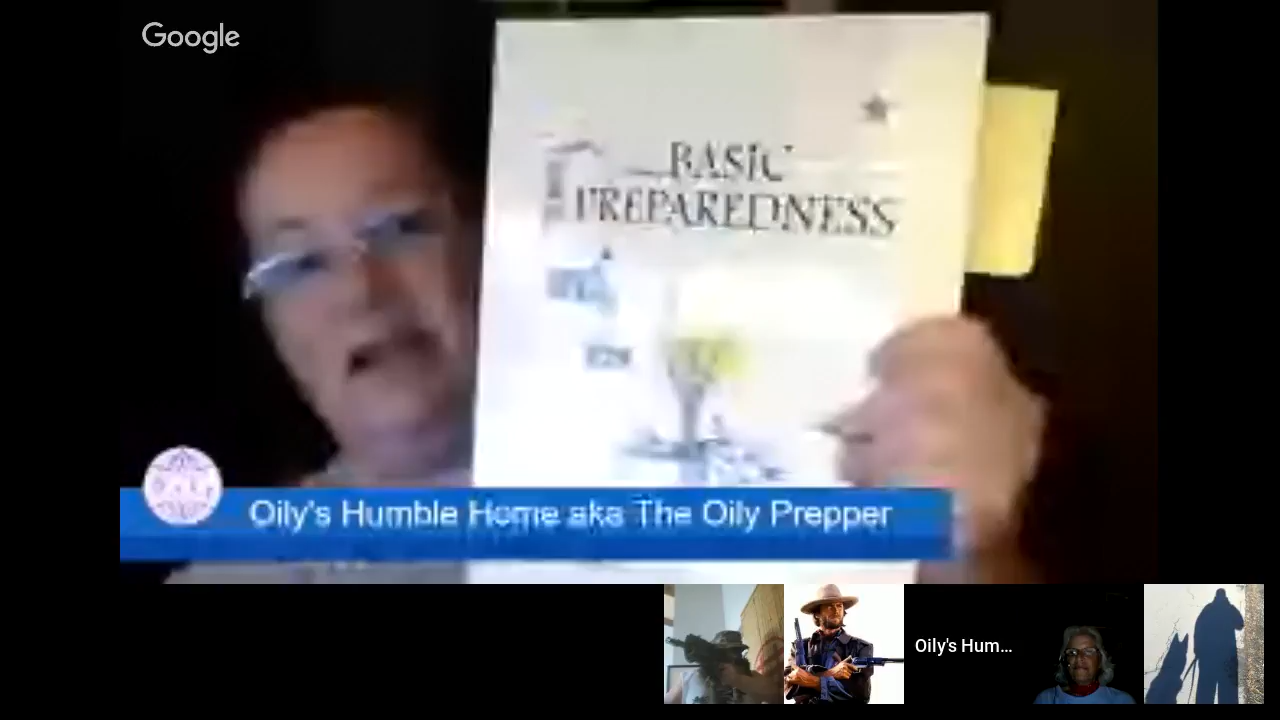 Google
BASIC
PREPAREDNESS
Oily's Humble Home aka The Oily Prepper
Oily's Hum...